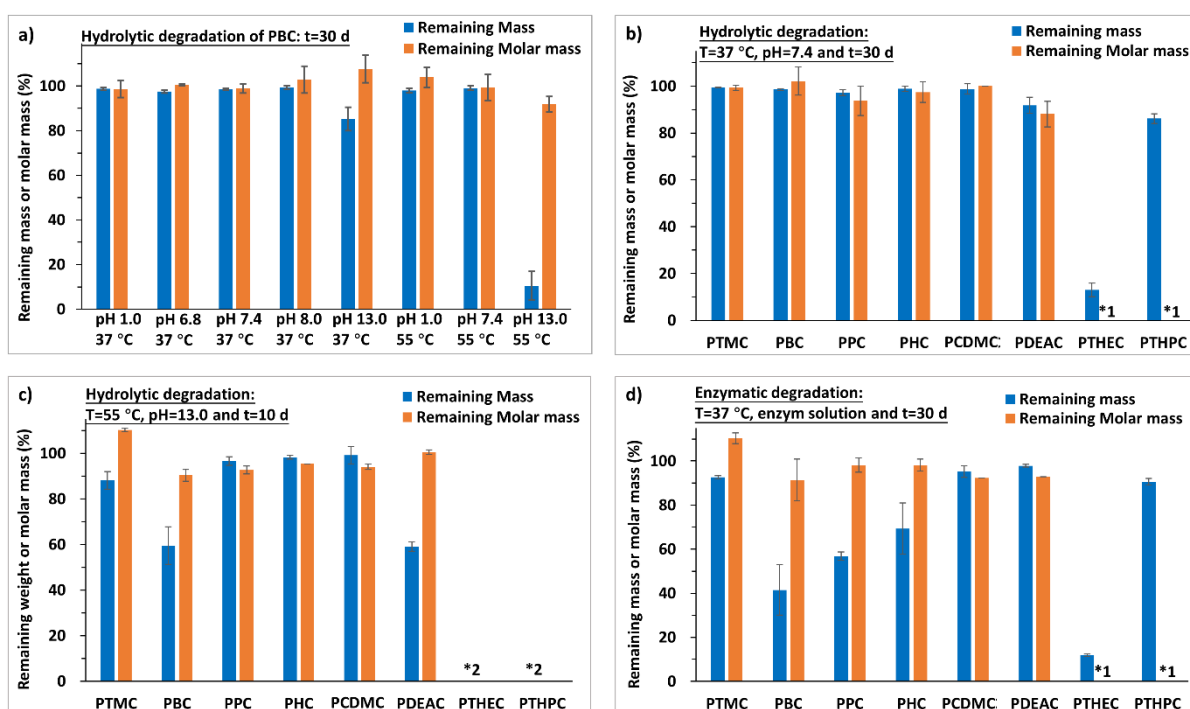 a)
Hydrolytic degradation of PBC: t=30 d
Remaining Mass
Remaining Molar mass
Remaining mass or molar mass (%)
100
80
60
40
20
0
pH 1.0 pH 6.8 pH 7.4 pH 8.0 pH 13.0 pH 1.0 pH 7.4 pH 13.0
37 °C 37 °C 37 °C 37 °C 37 °C 55 °C 55 °C 55 °C
b)
Hydrolytic degradation:
T=37 °C, pH=7.4 and t=30 d
Remaining mass
Remaining Molar mass
Remaining mass or molar mass (%)
100
80
60
40
20
0
*1 *1
PTMC PBC PPC PHC PCDMC PDEAC PTHEC PTHPC
c)
Hydrolytic degradation:
T=55 °C, pH=13.0 and t=10 d
Remaining mass
Remaining Molar mass
Remaining weight or molar mass (%)
100
80
60
40
20
0
*2 *2
PTMC PBC PPC PHC PCDMC PDEAC PTHEC PTHPC
d)
Enzymatic degradation:
T=37 °C, enzym solution and t=30 d
Remaining mass
Remaining Molar mass
Remaining mass or molar mass (%)
100
80
60
40
20
0
*1 *1
PTMC PBC PPC PHC PCDMC PDEAC PTHEC PTHPC